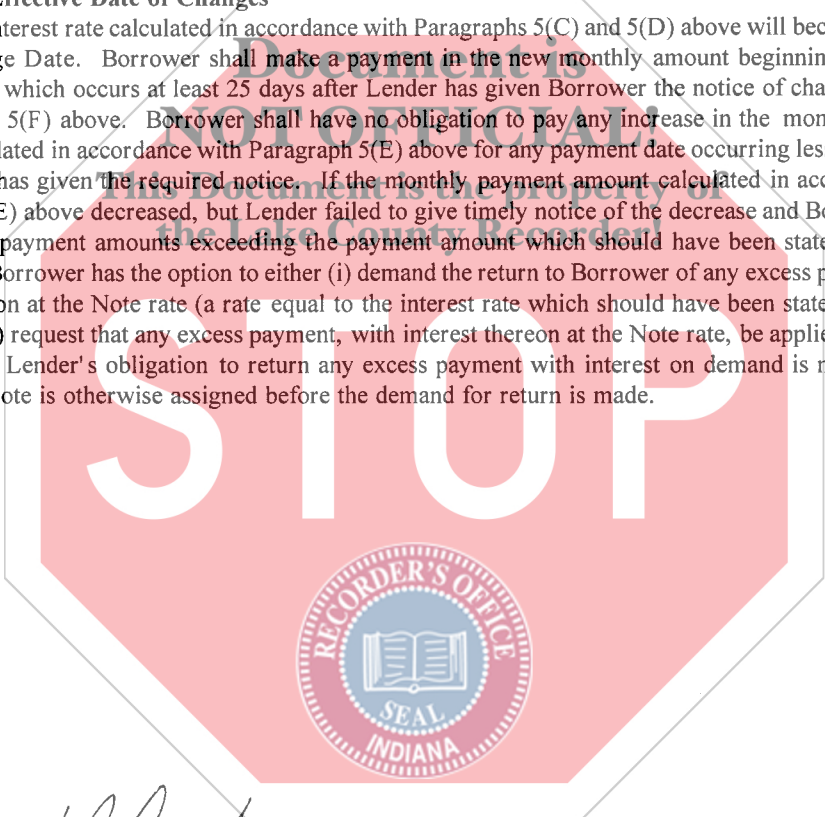 Effective Date of Changes
nterest rate calculated in accordance with Paragraphs 5(C) and 5(D) above will bec
ge Date. Borrower shall make a payment in the new monthly amount beginnin
which occurs at least 25 days after Lender has given Borrower the notice of cha
5(F) above. Borrower shall have no obligation to pay any increase in the mon
lated in accordance with Paragraph 5(E) above for any payment date occurring les
has given the required notice. If the monthly payment amount calculated in acc
E) above decreased, but Lender failed to give timely notice of the decrease and Bo
payment amounts exceeding the payment amount which should have been state
Borrower has the option to either (i) demand the return to Borrower of any excess p
on at the Note rate (a rate equal to the interest rate which should have been state
) request that any excess payment, with interest thereon at the Note rate, be applie
Lender's obligation to return any excess payment with interest on demand is n
ote is otherwise assigned before the demand for return is made.
Document is
NOT OFFICIAL!
This Document is the property of
the Lake County Recorder!
STOP
RECORDER'S OFFICE
SEAL
INDIANA